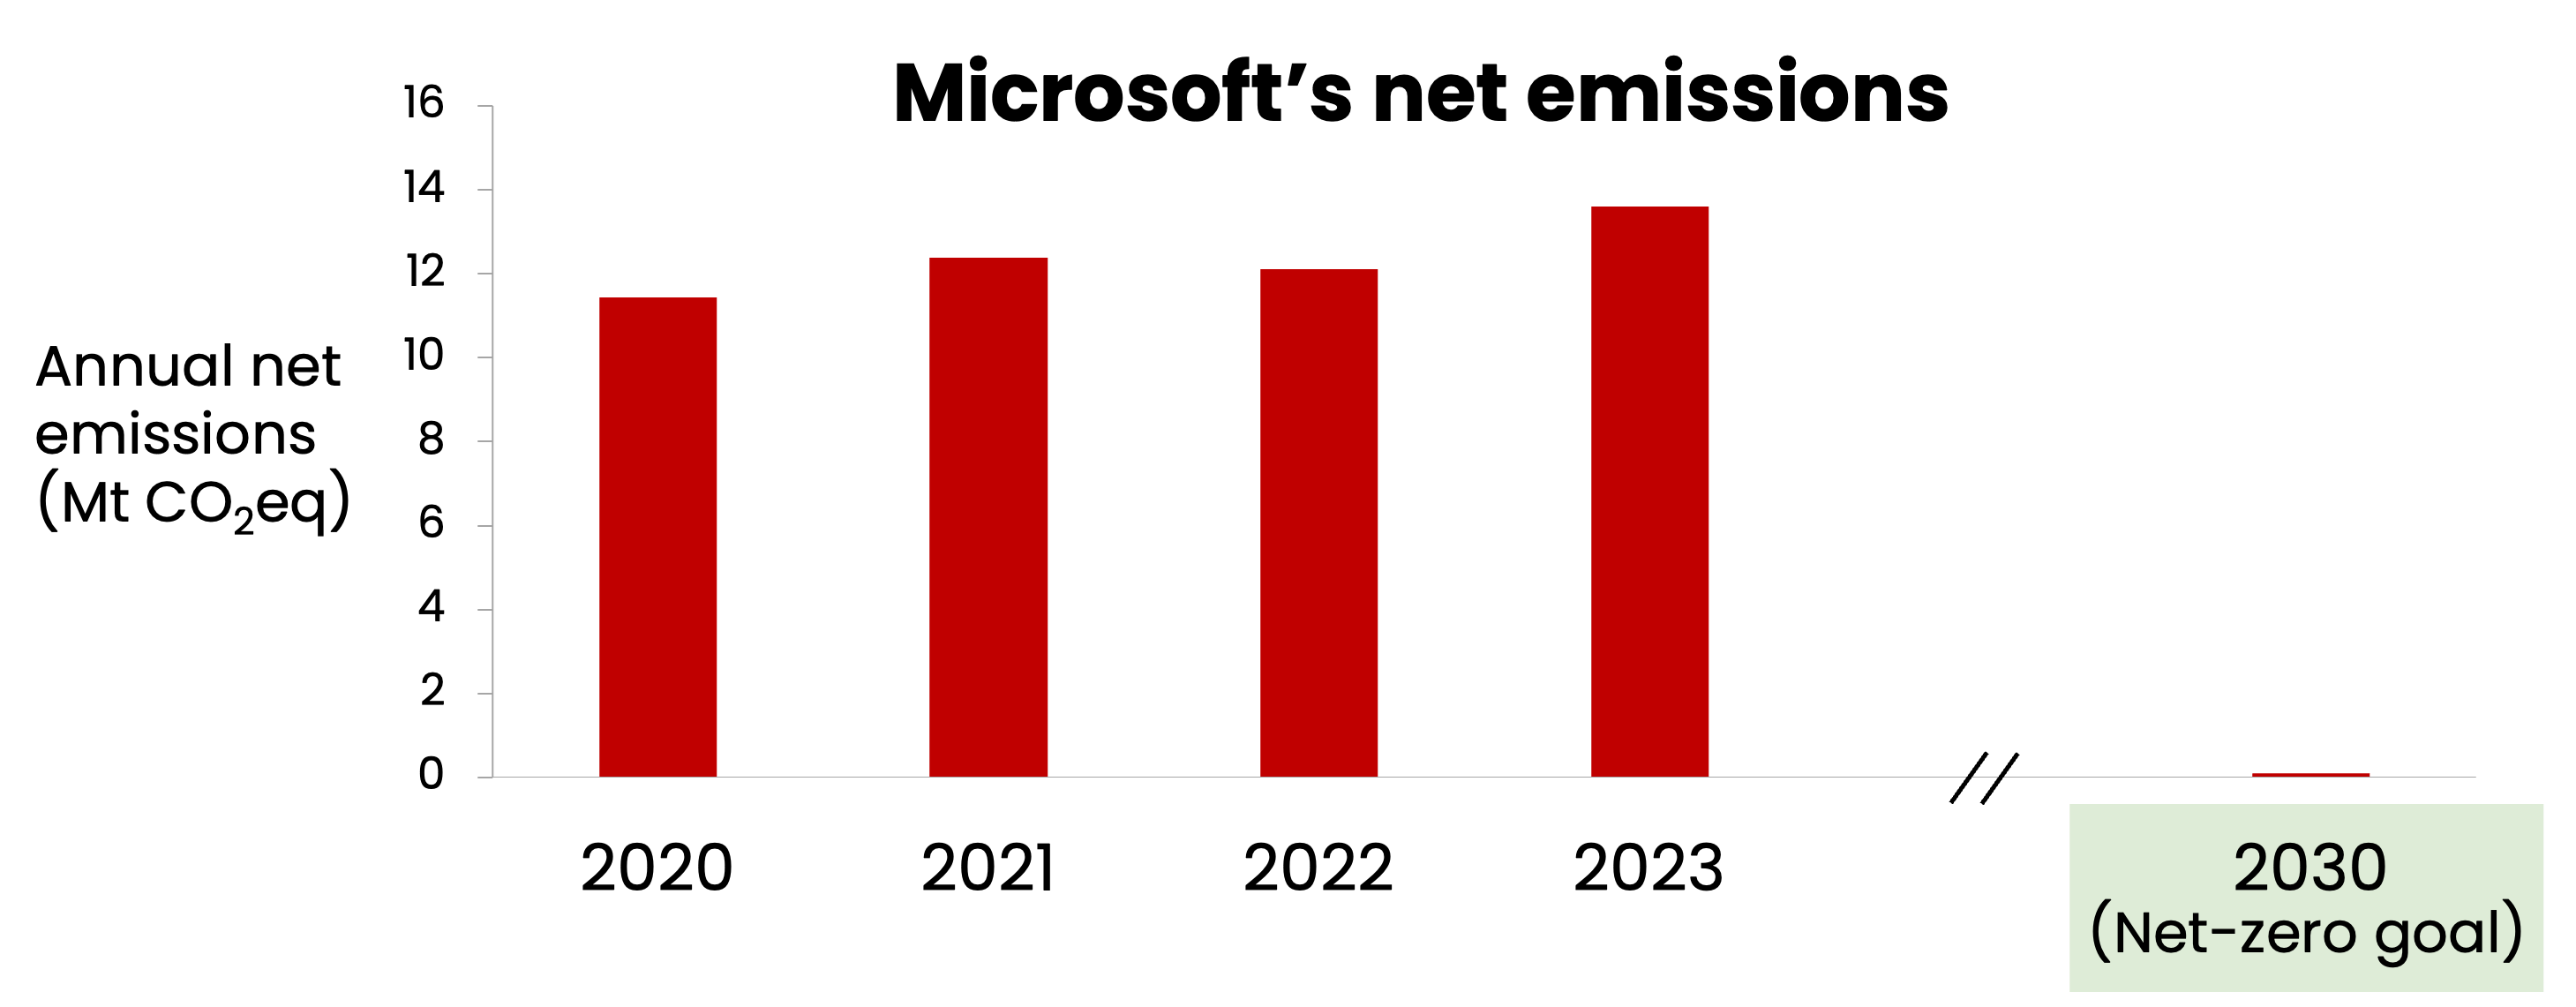 Microsoft’s net emissions
16
14
12
10
8
6
4
2
0
Annual net
emissions
(Mt CO₂eq)
2020
2021
2022
2023
2030
(Net-zero goal)